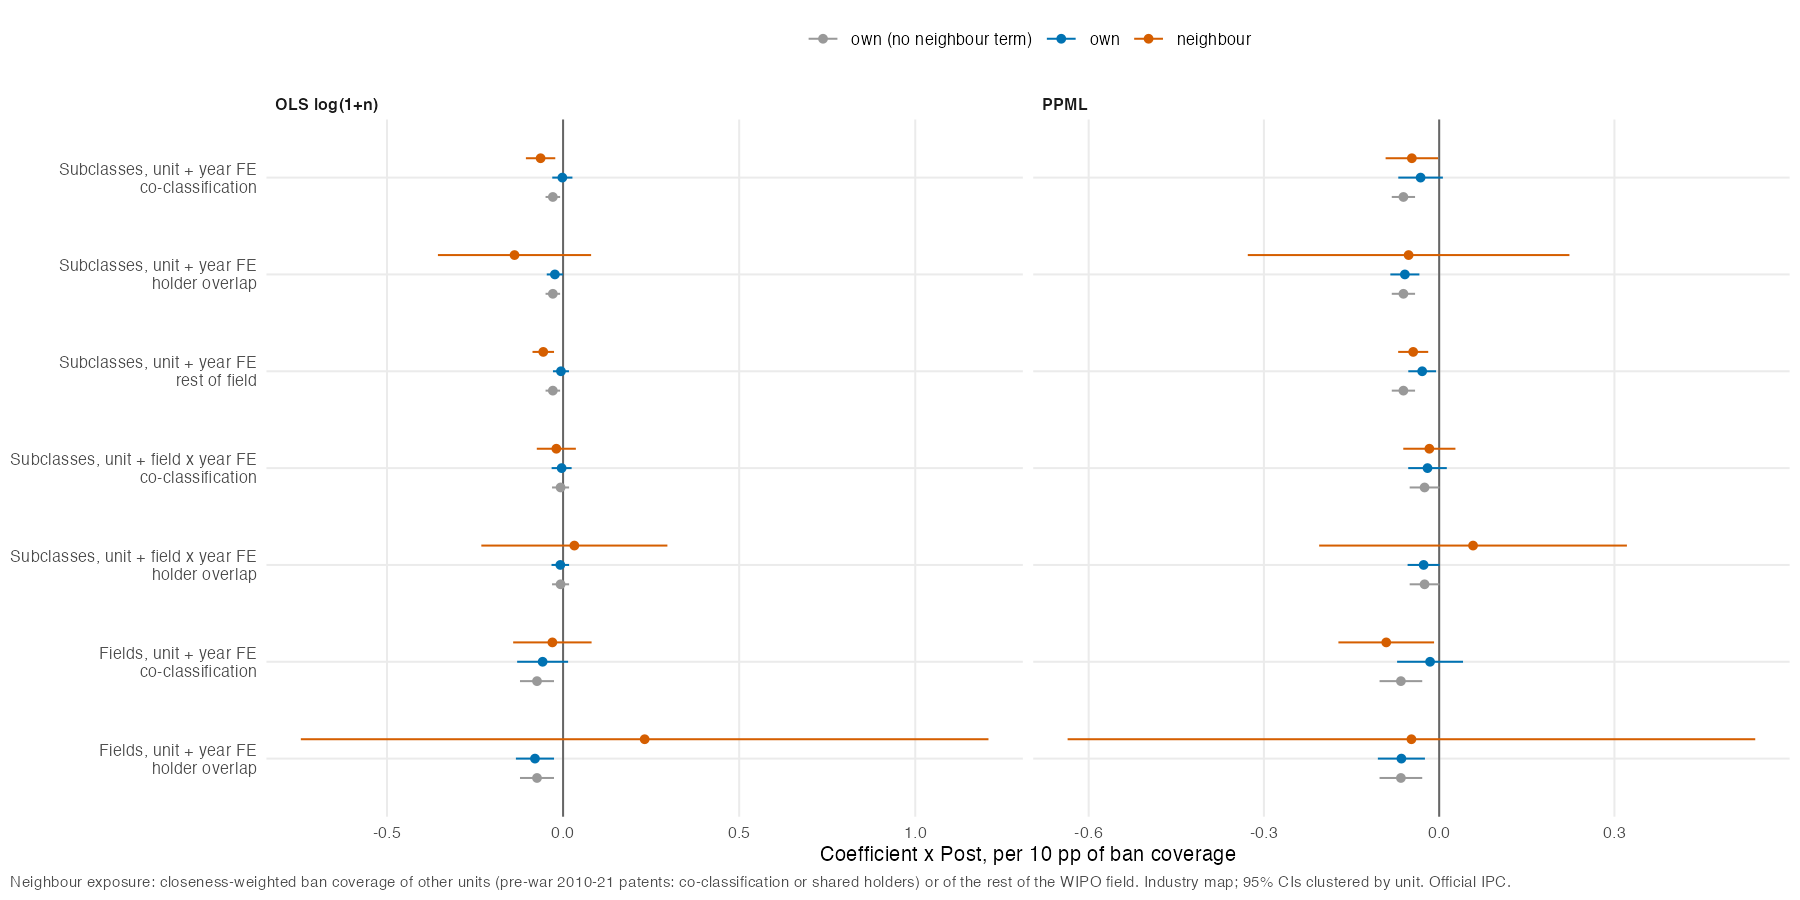 own (no neighbour term) own neighbour
OLS log(1+n)
PPML
Subclasses, unit + year FE
co-classification
Subclasses, unit + year FE
holder overlap
Subclasses, unit + year FE
rest of field
Subclasses, unit + field x year FE
co-classification
Subclasses, unit + field x year FE
holder overlap
Fields, unit + year FE
co-classification
Fields, unit + year FE
holder overlap
-0.5 0.0 0.5 1.0
-0.6 -0.3 0.0 0.3
Coefficient x Post, per 10 pp of ban coverage
Neighbour exposure: closeness-weighted ban coverage of other units (pre-war 2010-21 patents: co-classification or shared holders) or of the rest of the WIPO field. Industry map; 95% CIs clustered by unit. Official IPC.